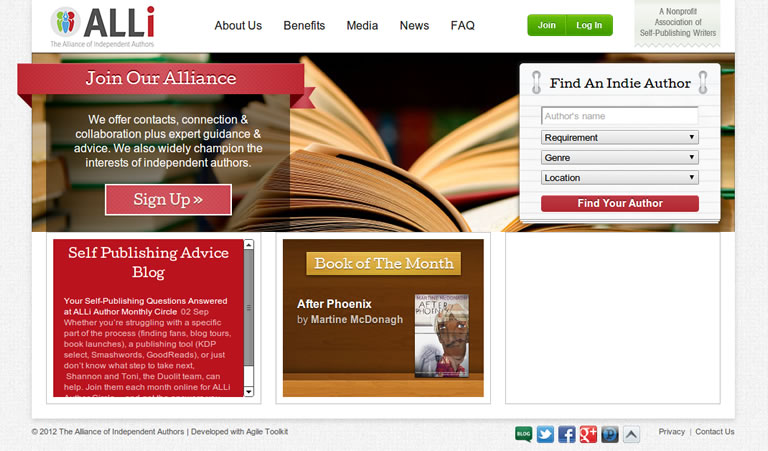 ALLi
The Alliance of Independent Authors
About Us
Benefits
Media
News
FAQ
Join
Log In
A Nonprofit
Association of
Self-Publishing Writers
Join Our Alliance
We offer contacts, connection &
collaboration plus expert guidance &
advice. We also widely champion the
interests of independent authors.
Sign Up »
Find An Indie Author
Author's name
Requirement
Genre
Location
Find Your Author
Self Publishing Advice
Blog
Your Self-Publishing Questions Answered
at ALLi Author Monthly Circle 02 Sep
Whether you're struggling with a specific
part of the process (finding fans, blog tours,
book launches), a publishing tool (KDP
select, Smashwords, GoodReads), or just
don't know what step to take next,
Shannon and Toni, the Duolit team, can
help. Join them each month online for ALLi
Book of The Month
After Phoenix
by Martine McDonagh
MARTINE MCDONAGH
AFTER
PHOENIX
© 2012 The Alliance of Independent Authors | Developed with Agile Toolkit
BLOG
Privacy | Contact Us